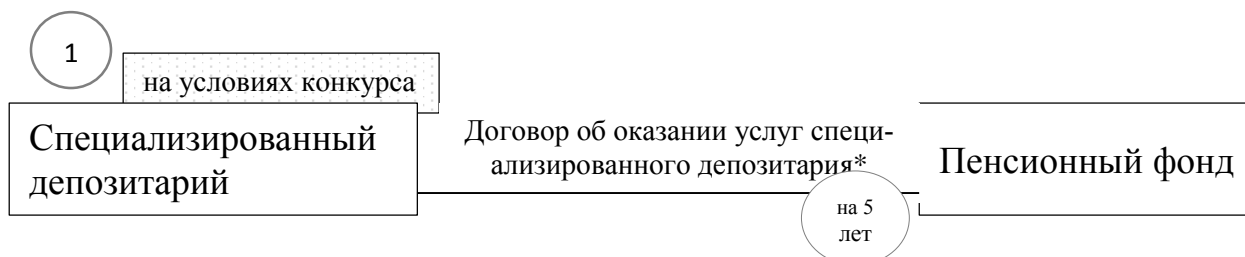 1
на условиях конкурса
Специализированный
депозитарий
Договор об оказании услуг специ-
ализированного депозитария*
на 5
лет
Пенсионный фонд